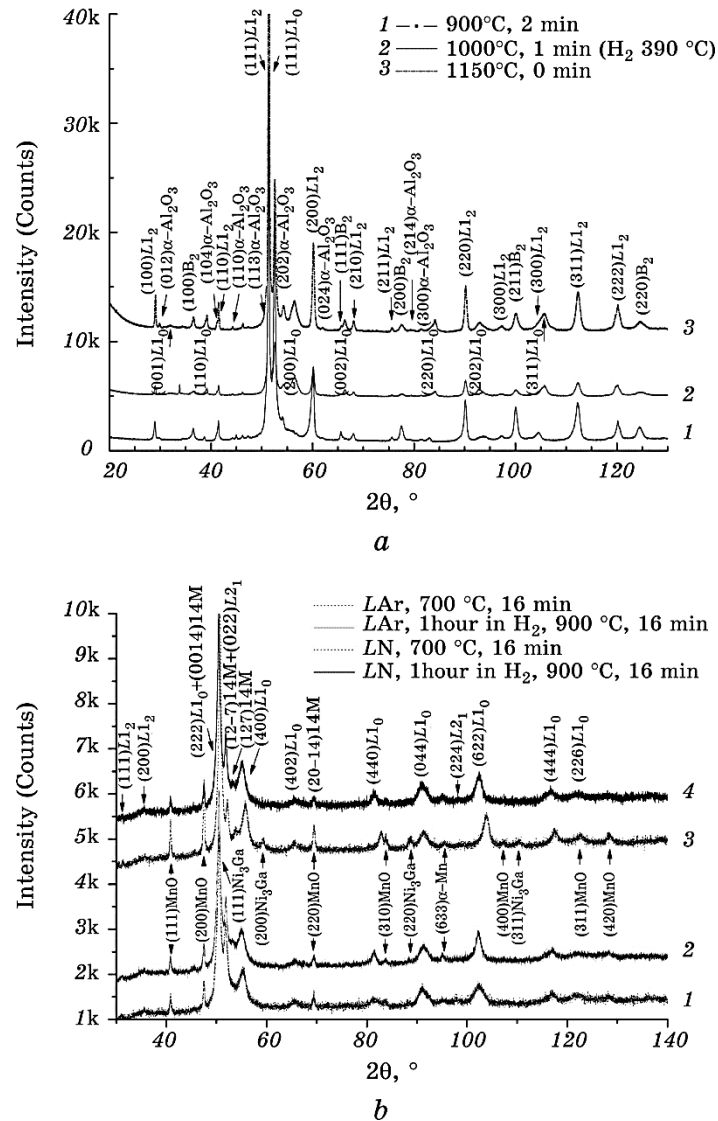 40k
30k
20k
10k
0
Intensity (Counts)
1 –·– 900°C, 2 min
2 — 1000°C, 1 min (H₂ 390 °C)
3 — 1150°C, 0 min
(100)L1₂
(012)α–Al₂O₃
(100)B₂
(104)α–Al₂O₃
(110)L1₂
(110)α–Al₂O₃
(113)α–Al₂O₃
(111)L1₂
(111)L1₀
(202)α–Al₂O₃
(200)L1₂
(024)α–Al₂O₃
(111)B₂
(210)L1₂
(211)L1₂
(200)B₂
(214)α–Al₂O₃
(300)α–Al₂O₃
(220)L1₂
(300)L1₂
(211)B₂
(300)L1₂
(311)L1₂
(222)L1₂
(220)B₂
3
(001)L1₀
(110)L1₀
(200)L1₀
(002)L1₀
(220)L1₀
(202)L1₀
(311)L1₀
2
1
20 40 60 80 100 120
2θ, °
a
10k
9k
8k
7k
6k
5k
4k
3k
2k
1k
Intensity (Counts)
LAr, 700 °C, 16 min
LAr, 1hour in H₂, 900 °C, 16 min
LN, 700 °C, 16 min
LN, 1hour in H₂, 900 °C, 16 min
(111)L1₂
(200)L1₂
(222)L1₀+(0014)14M
(12–7)14M+(022)L2₁
(127)14M
(400)L1₀
(402)L1₀
(20–14)14M
(440)L1₀
(044)L1₀
(224)L2₁
(622)L1₀
(444)L1₀
(226)L1₀
4
3
(111)MnO
(200)MnO
(111)Ni₃Ga
(200)Ni₃Ga
(220)MnO
(310)MnO
(220)Ni₃Ga
(633)α–Mn
(400)MnO
(311)Ni₃Ga
(311)MnO
(420)MnO
2
1
40 60 80 100 120 140
2θ, °
b